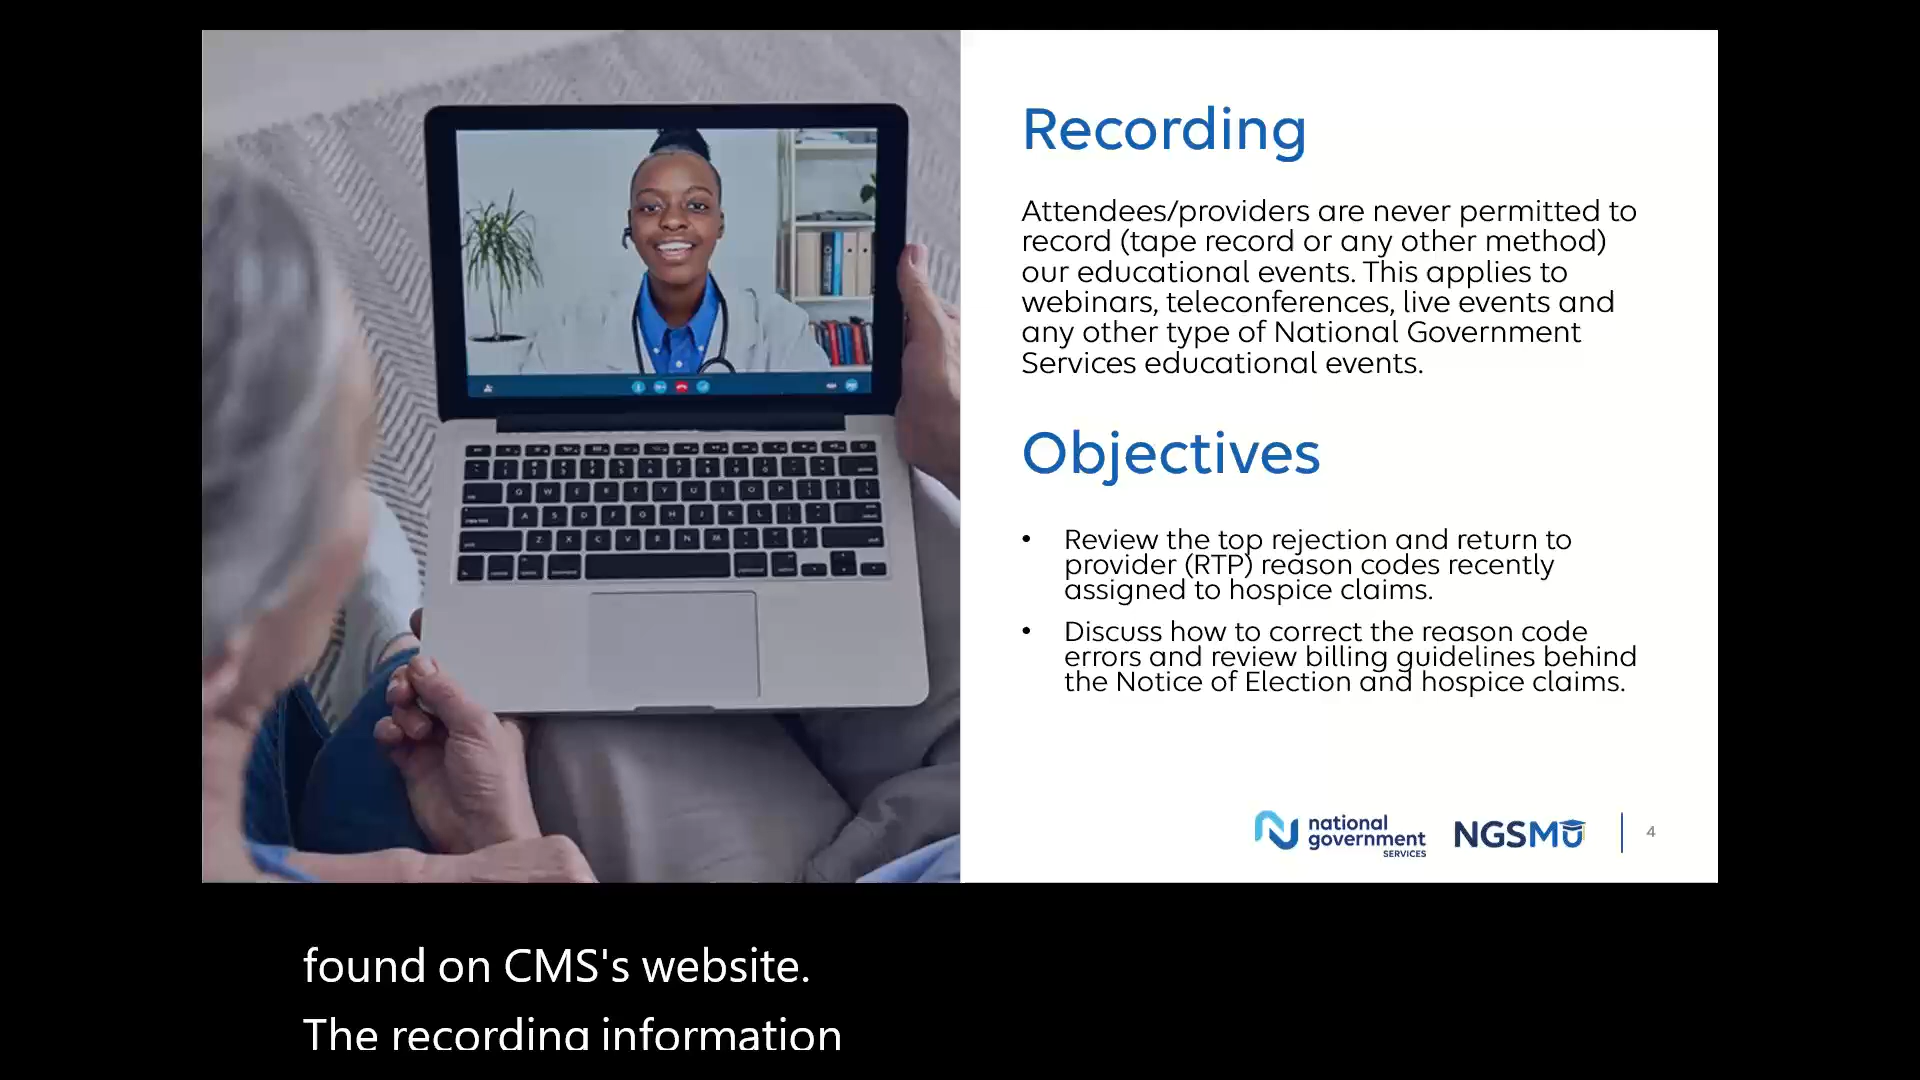 Recording
Attendees/providers are never permitted to
record (tape record or any other method)
our educational events. This applies to
webinars, teleconferences, live events and
any other type of National Government
Services educational events.
Objectives
• Review the top rejection and return to
provider (RTP) reason codes recently
assigned to hospice claims.
• Discuss how to correct the reason code
errors and review billing guidelines behind
the Notice of Election and hospice claims.
national
government
SERVICES
NGSMU
4
found on CMS's website.
The recording information